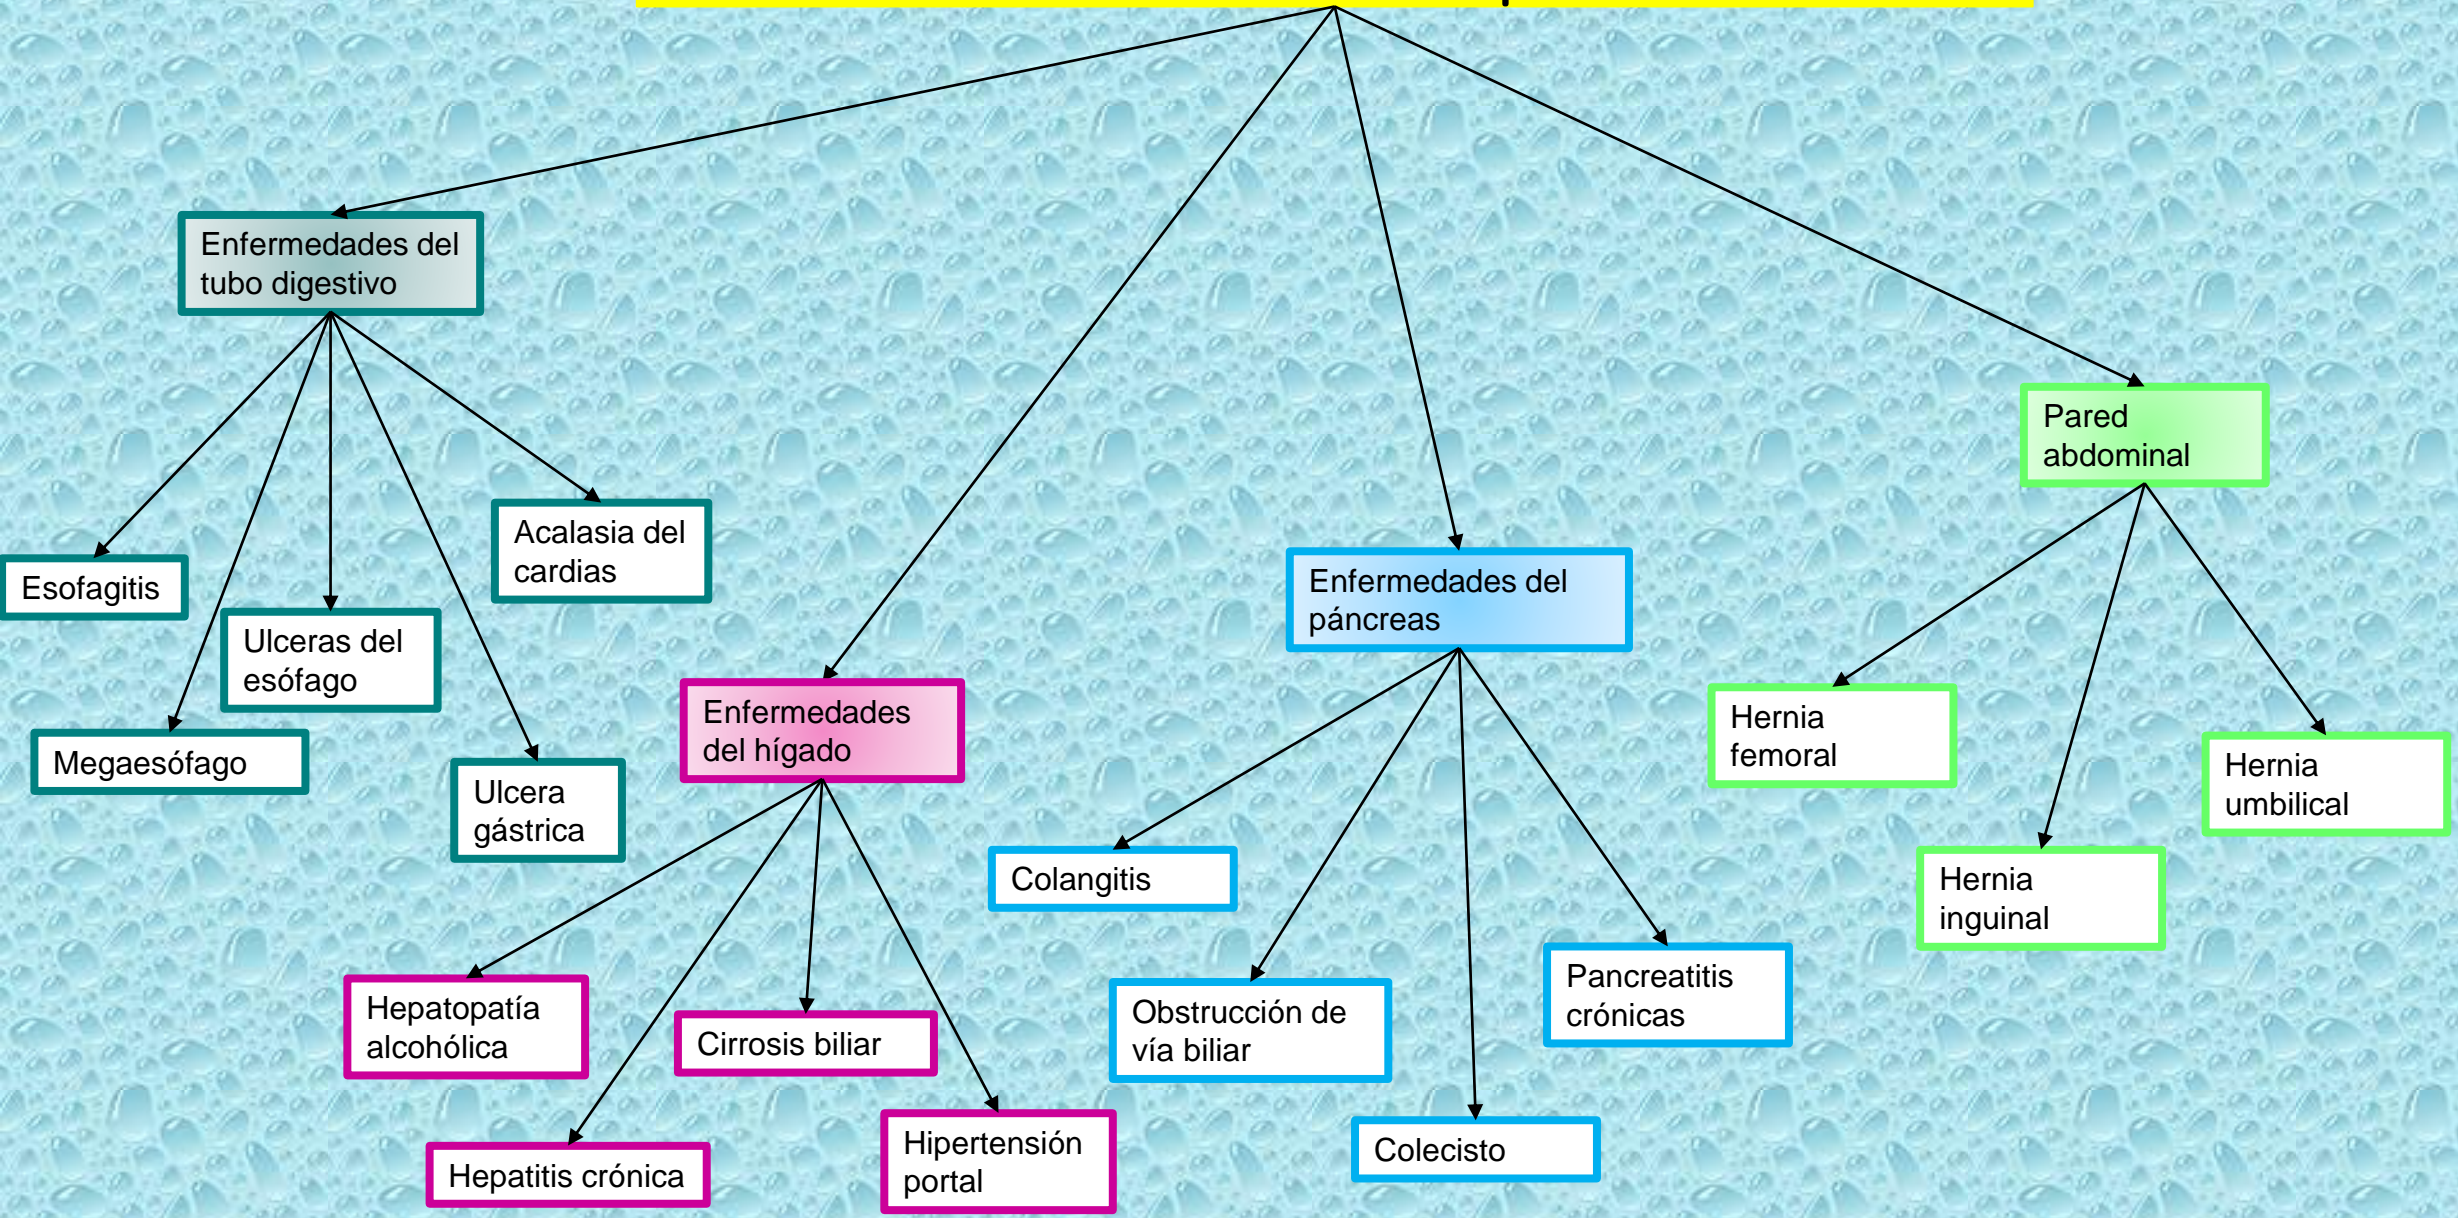 Enfermedades del
tubo digestivo
Esofagitis
Megaesófago
Ulceras del
esófago
Ulcera
gástrica
Acalasia del
cardias
Enfermedades
del hígado
Hepatopatía
alcohólica
Hepatitis crónica
Cirrosis biliar
Hipertensión
portal
Enfermedades del
páncreas
Colangitis
Obstrucción de
vía biliar
Colecisto
Pancreatitis
crónicas
Pared
abdominal
Hernia
femoral
Hernia
inguinal
Hernia
umbilical